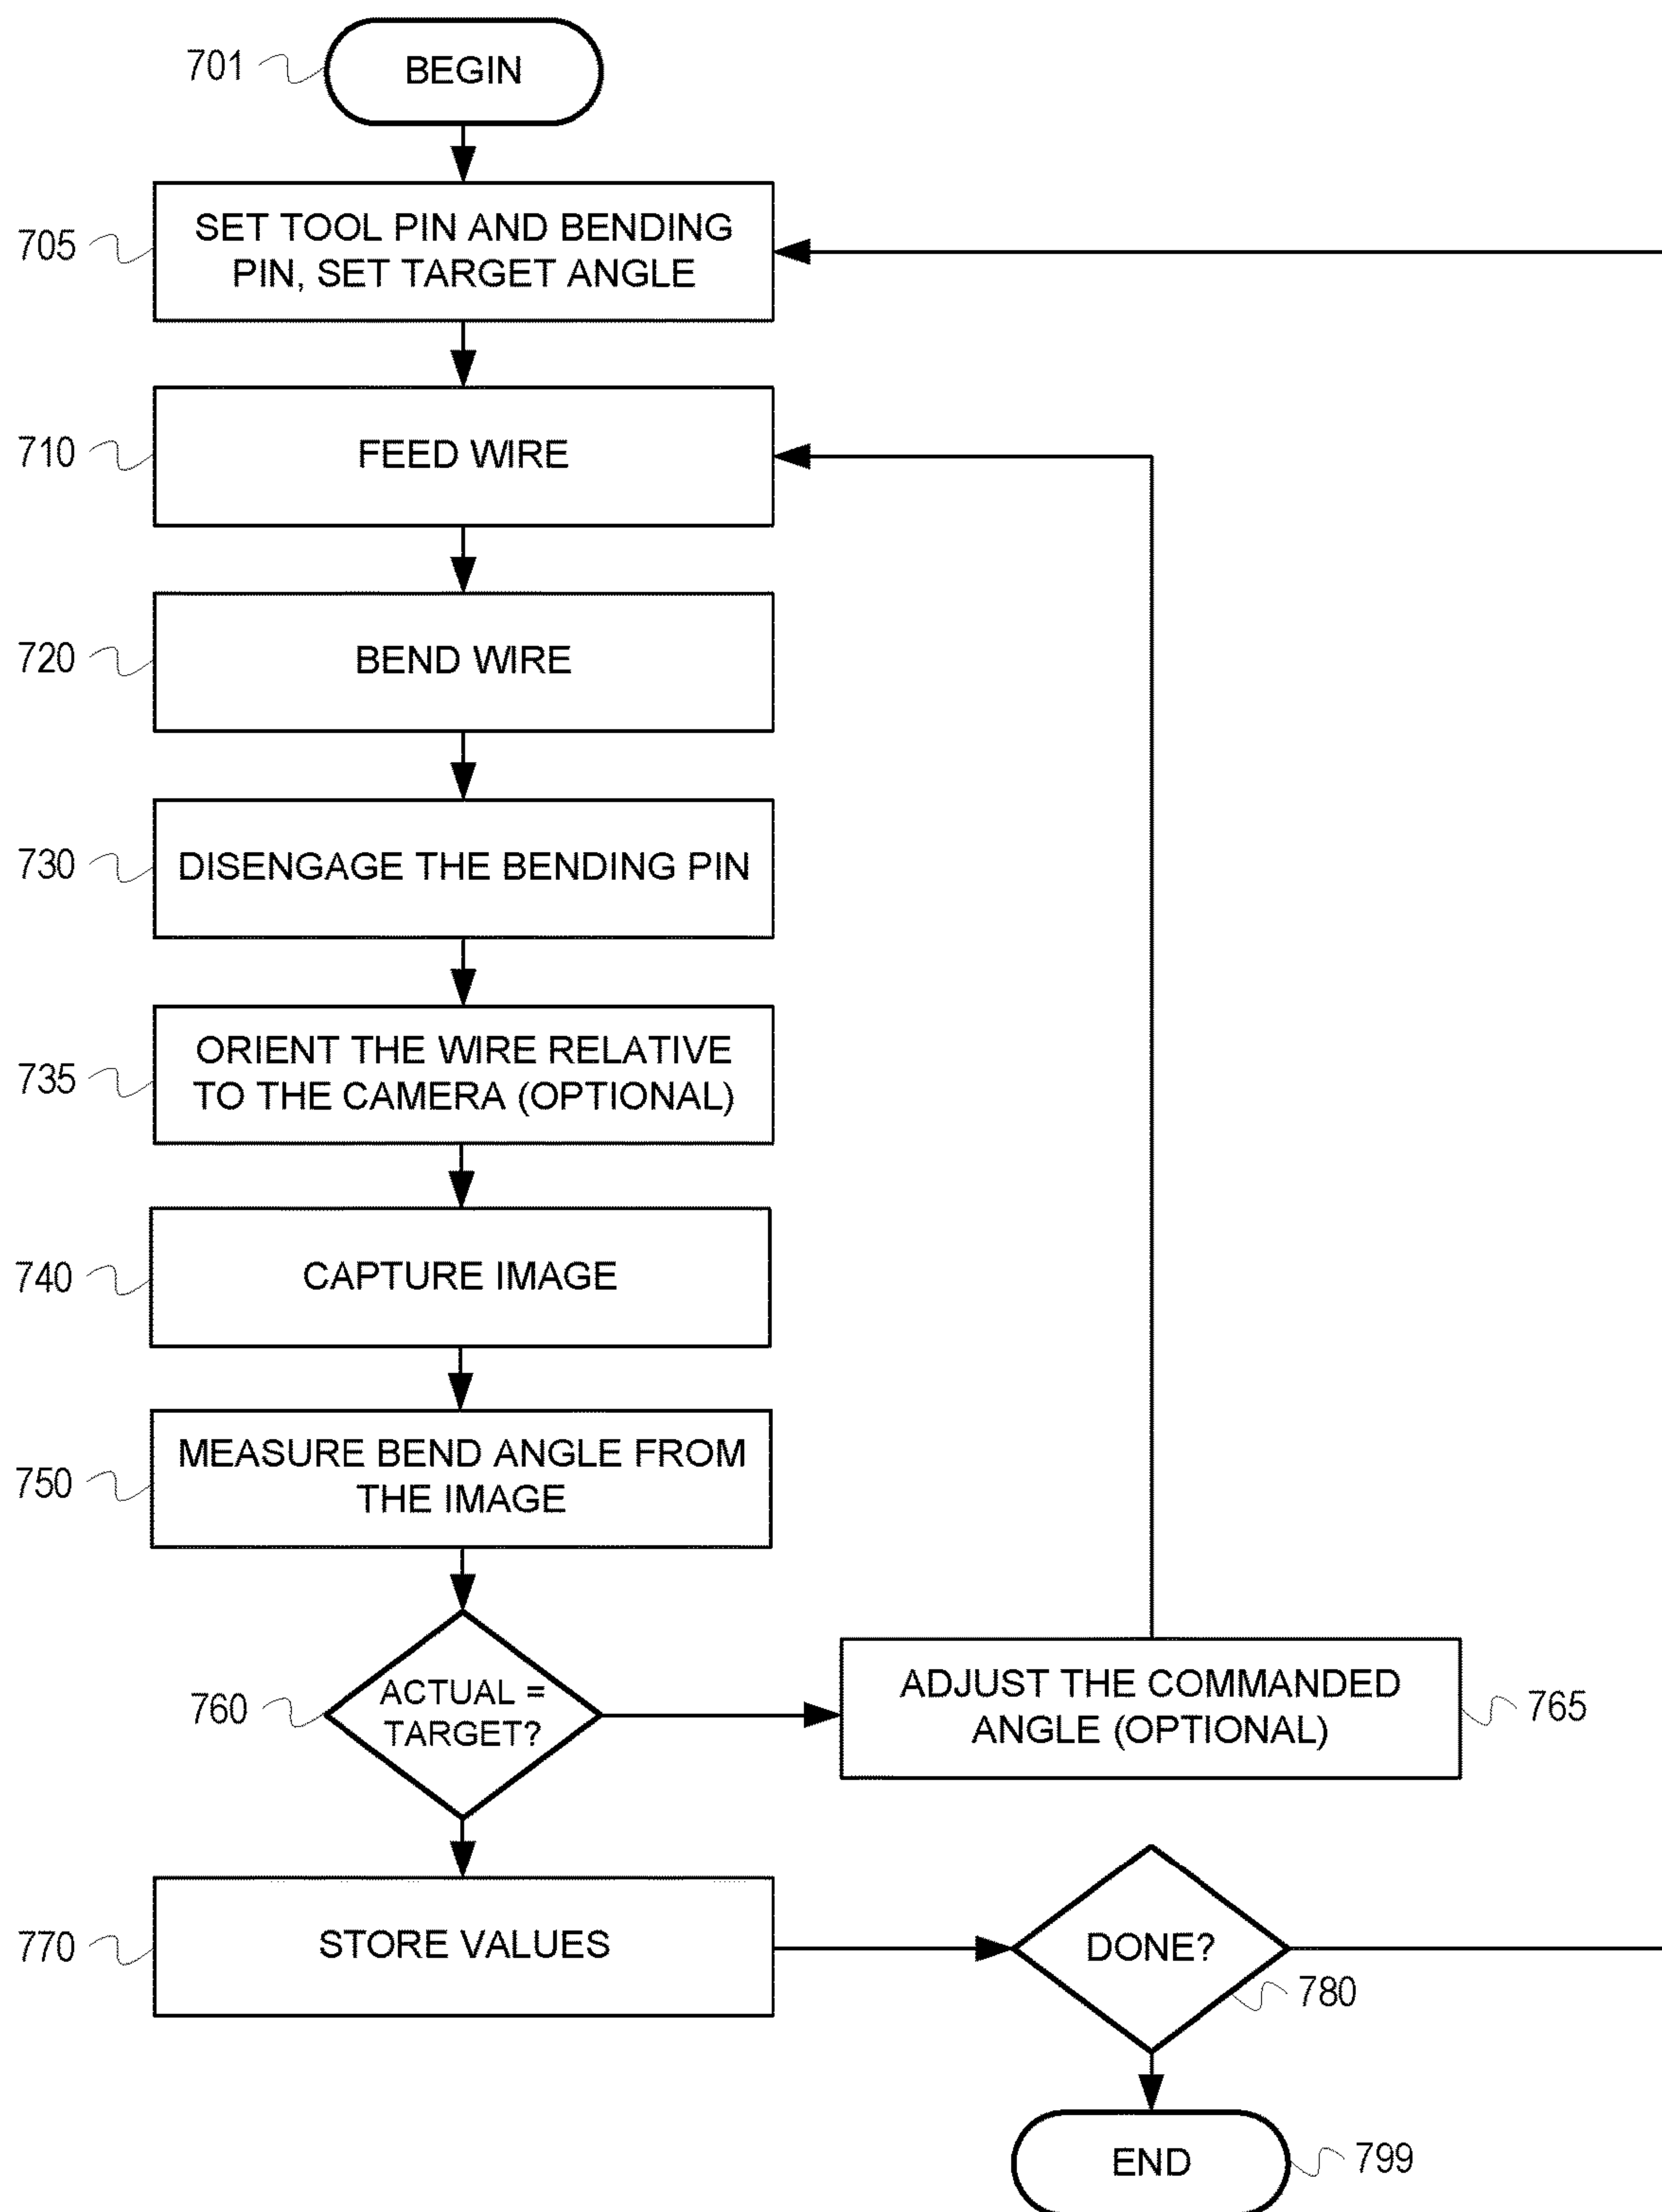 701
BEGIN
705
SET TOOL PIN AND BENDING
PIN, SET TARGET ANGLE
710
FEED WIRE
720
BEND WIRE
730
DISENGAGE THE BENDING PIN
735
ORIENT THE WIRE RELATIVE
TO THE CAMERA (OPTIONAL)
740
CAPTURE IMAGE
750
MEASURE BEND ANGLE FROM
THE IMAGE
760
ACTUAL =
TARGET?
ADJUST THE COMMANDED
ANGLE (OPTIONAL)
765
770
STORE VALUES
DONE?
780
END
799